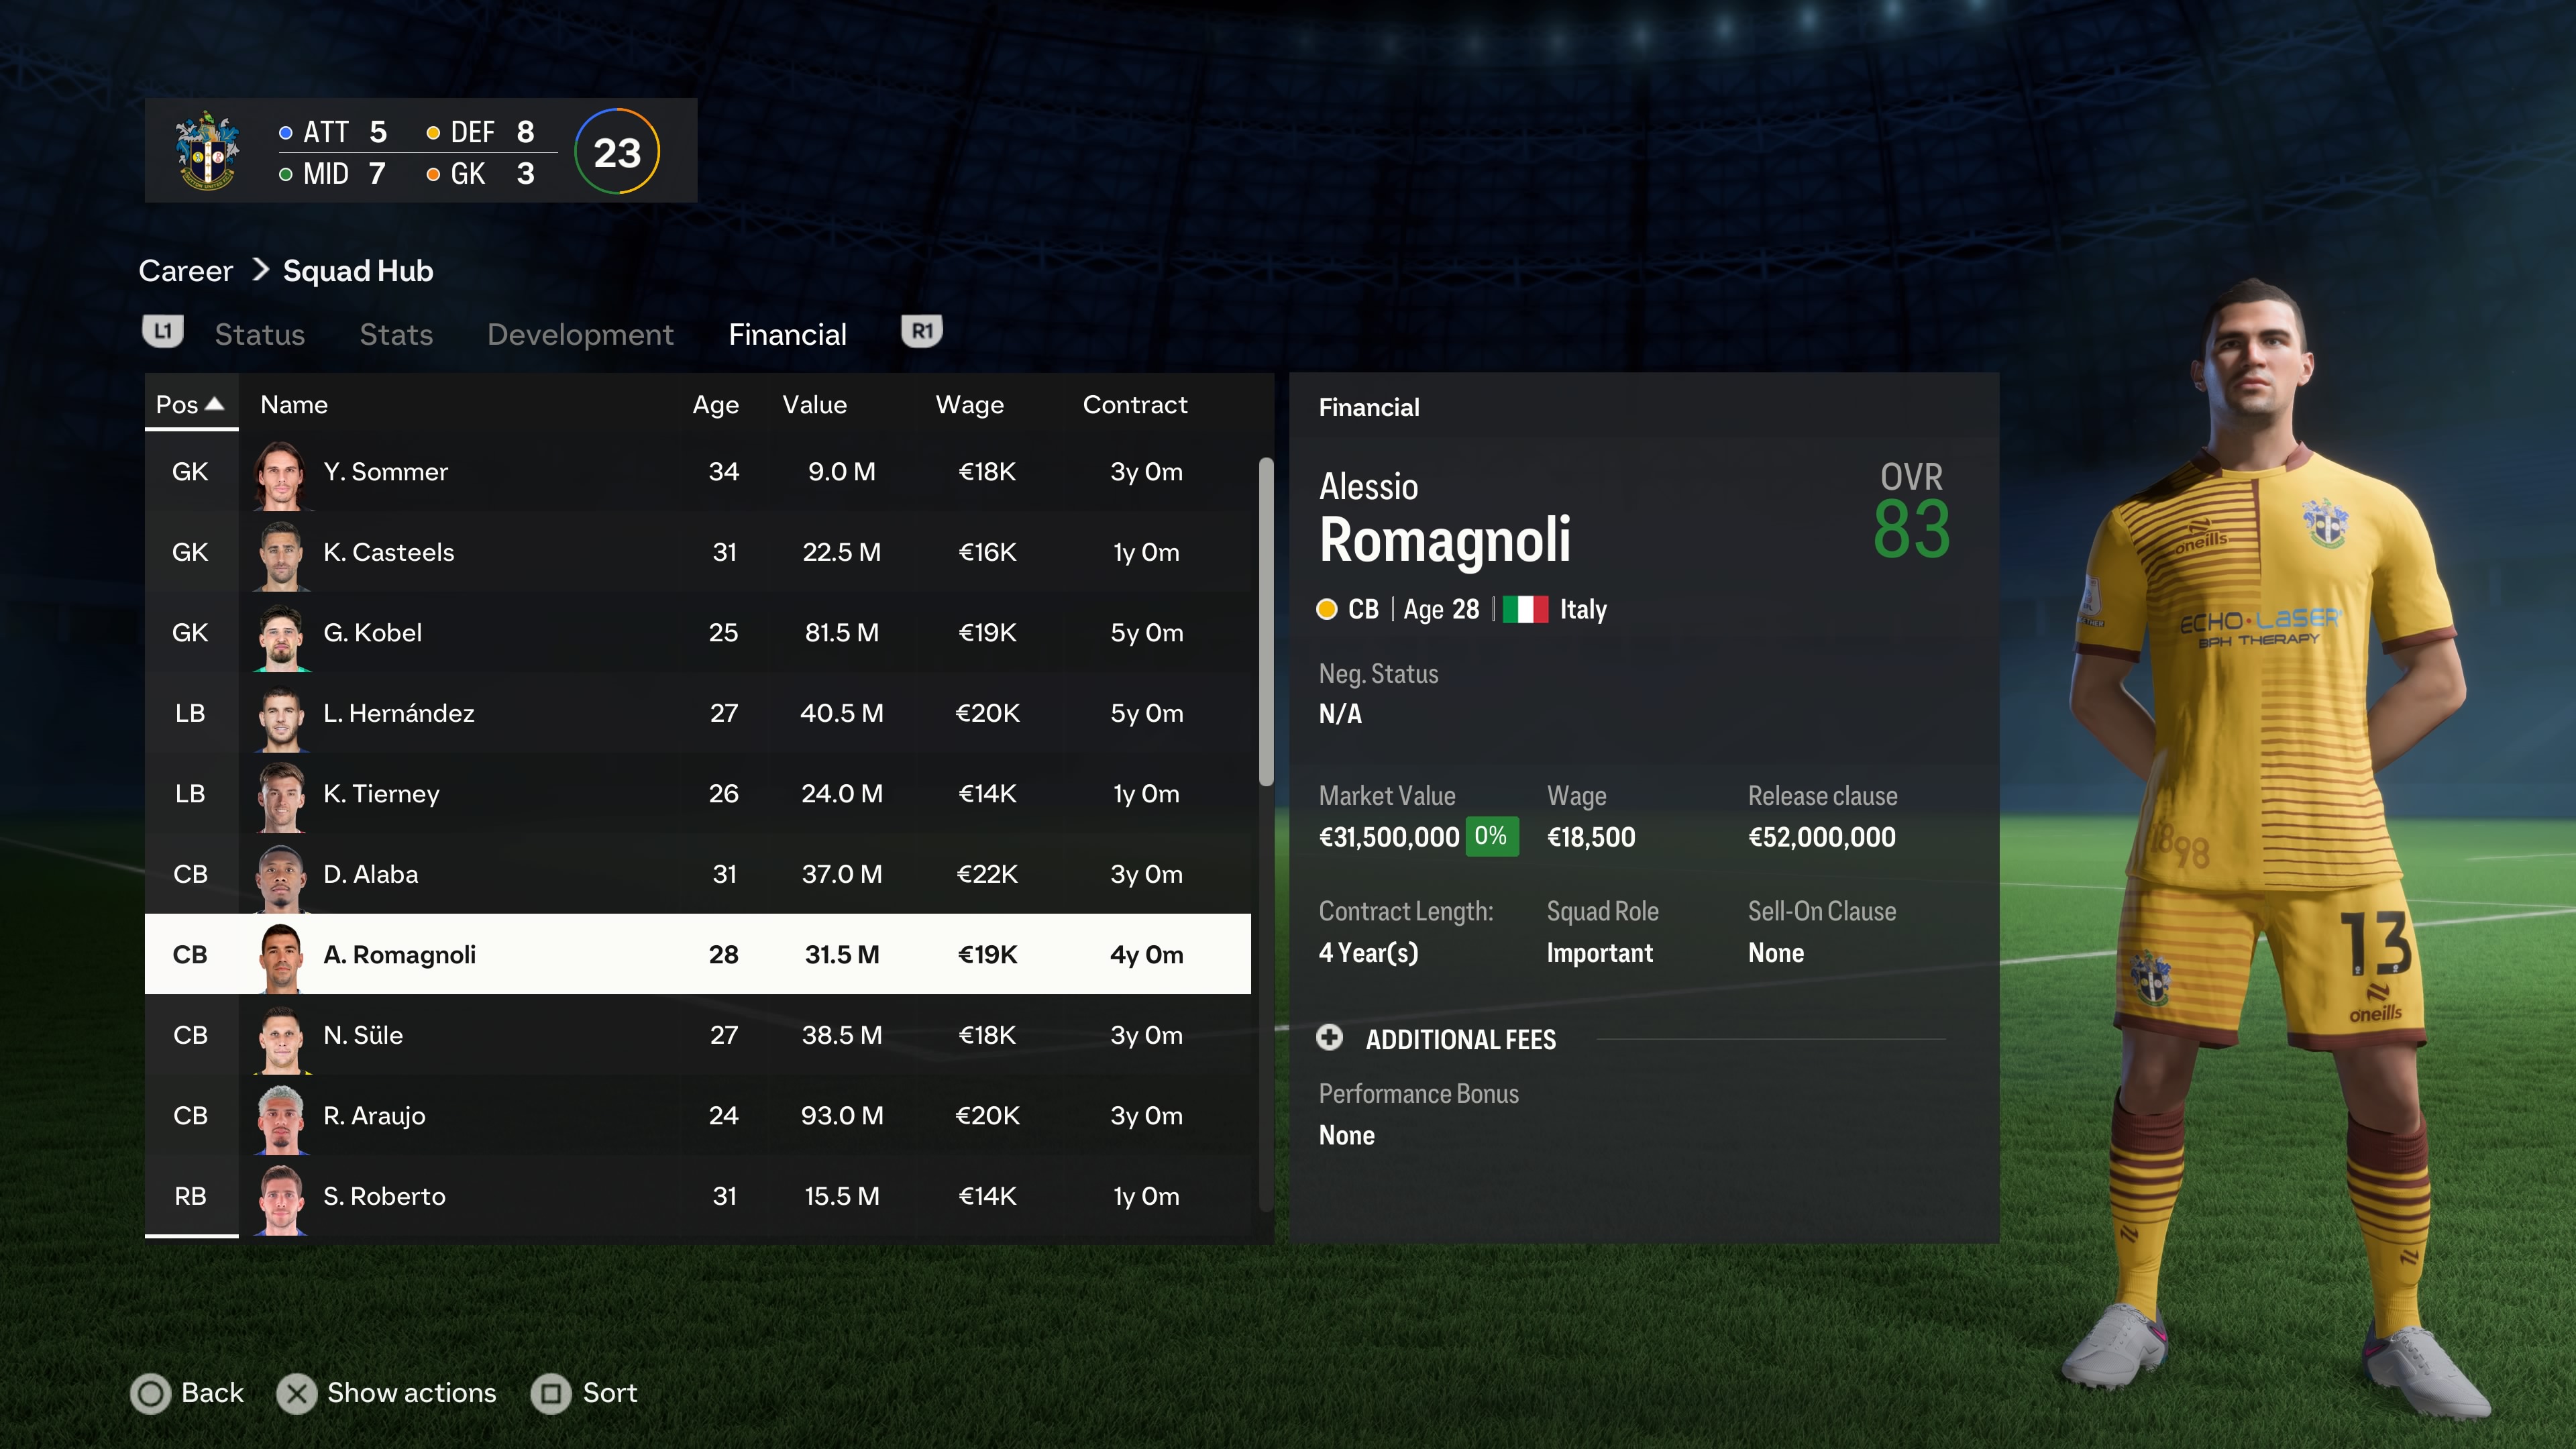 ATT 5 DEF 8
MID 7 GK 3
23
Career > Squad Hub
L1 Status Stats Development Financial R1
Pos Name Age Value Wage Contract
GK Y. Sommer 34 9.0 M €18K 3y 0m
GK K. Casteels 31 22.5 M €16K 1y 0m
GK G. Kobel 25 81.5 M €19K 5y 0m
LB L. Hernández 27 40.5 M €20K 5y 0m
LB K. Tierney 26 24.0 M €14K 1y 0m
CB D. Alaba 31 37.0 M €22K 3y 0m
CB A. Romagnoli 28 31.5 M €19K 4y 0m
CB N. Süle 27 38.5 M €18K 3y 0m
CB R. Araujo 24 93.0 M €20K 3y 0m
RB S. Roberto 31 15.5 M €14K 1y 0m
Financial
Alessio
Romagnoli
OVR
83
CB | Age 28 | Italy
Neg. Status
N/A
Market Value Wage Release clause
€31,500,000 0% €18,500 €52,000,000
Contract Length: Squad Role Sell-On Clause
4 Year(s) Important None
ADDITIONAL FEES
Performance Bonus
None
oneills
ECHO•LASER
BPH THERAPY
1898
13
oneills
Back Show actions Sort